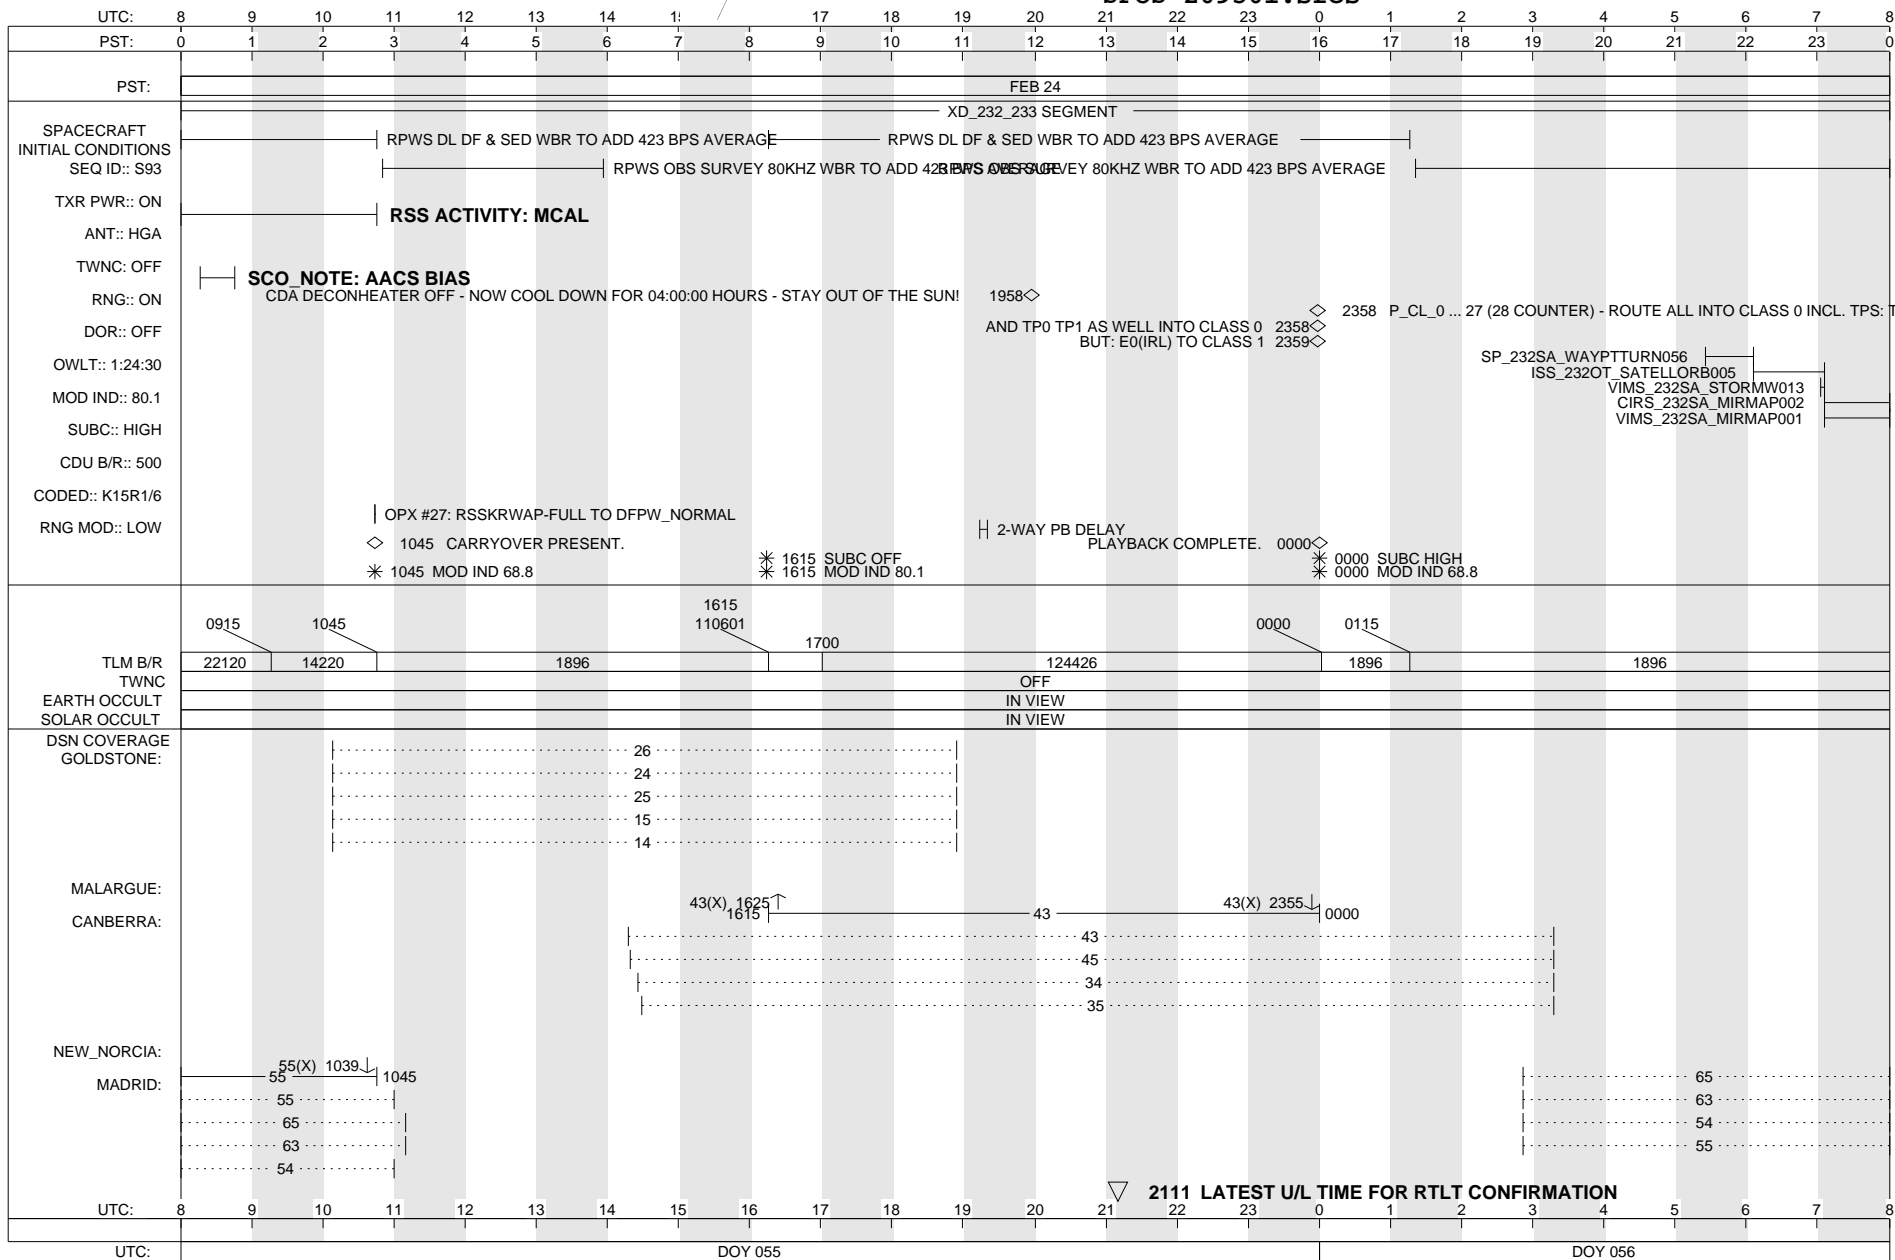 UTC: 8 9 10 11 12 13 14 17 18 19 20 21 22 23 0 1 2 3 4 5 6 7 8
PST: 0 1 2 3 4 5 6 7 8 9 10 11 12 13 14 15 16 17 18 19 20 21 22 23 0
PST: FEB 24
XD_232_233 SEGMENT
SPACECRAFT
INITIAL CONDITIONS
RPWS DL DF & SED WBR TO ADD 423 BPS AVERAGE RPWS DL DF & SED WBR TO ADD 423 BPS AVERAGE
SEQ ID:: S93 RPWS OBS SURVEY 80KHZ WBR TO ADD 423 BPS AVERAGE RPWS OBS SURVEY 80KHZ WBR TO ADD 423 BPS AVERAGE
TXR PWR:: ON
RSS ACTIVITY: MCAL
ANT:: HGA
TWNC: OFF
SCO_NOTE: AACS BIAS
CDA DECONHEATER OFF - NOW COOL DOWN FOR 04:00:00 HOURS - STAY OUT OF THE SUN! 1958
RNG:: ON
2358 P_CL_0 ... 27 (28 COUNTER) - ROUTE ALL INTO CLASS 0 INCL. TPS:
AND TP0 TP1 AS WELL INTO CLASS 0 2358
DOR:: OFF
BUT: E0(IRL) TO CLASS 1 2359
SP_232SA_WAYPTTURN056
OWLT:: 1:24:30
ISS_232OT_SATELLORB005
VIMS_232SA_STORMW013
MOD IND:: 80.1
CIRS_232SA_MIRMAP002
VIMS_232SA_MIRMAP001
SUBC:: HIGH
CDU B/R:: 500
CODED:: K15R1/6
OPX #27: RSSKRWAP-FULL TO DFPW_NORMAL
RNG MOD:: LOW
2-WAY PB DELAY
1045 CARRYOVER PRESENT. PLAYBACK COMPLETE. 0000
1615 SUBC OFF 0000 SUBC HIGH
1045 MOD IND 68.8 1615 MOD IND 80.1 0000 MOD IND 68.8
1615
0915 1045 110601 0000 0115
1700
TLM B/R 22120 14220 1896 124426 1896 1896
TWNC OFF
EARTH OCCULT IN VIEW
SOLAR OCCULT IN VIEW
DSN COVERAGE
GOLDSTONE:
26
24
25
15
14
MALARGUE:
43(X) 1625 43(X) 2355
CANBERRA: 1615 43 0000
43
45
34
35
NEW_NORCIA:
55(X) 1039
55 1045 65
MADRID:
55 63
65 54
63 55
54
2111 LATEST U/L TIME FOR RTLT CONFIRMATION
UTC: 8 9 10 11 12 13 14 15 16 17 18 19 20 21 22 23 0 1 2 3 4 5 6 7 8
UTC: DOY 055 DOY 056